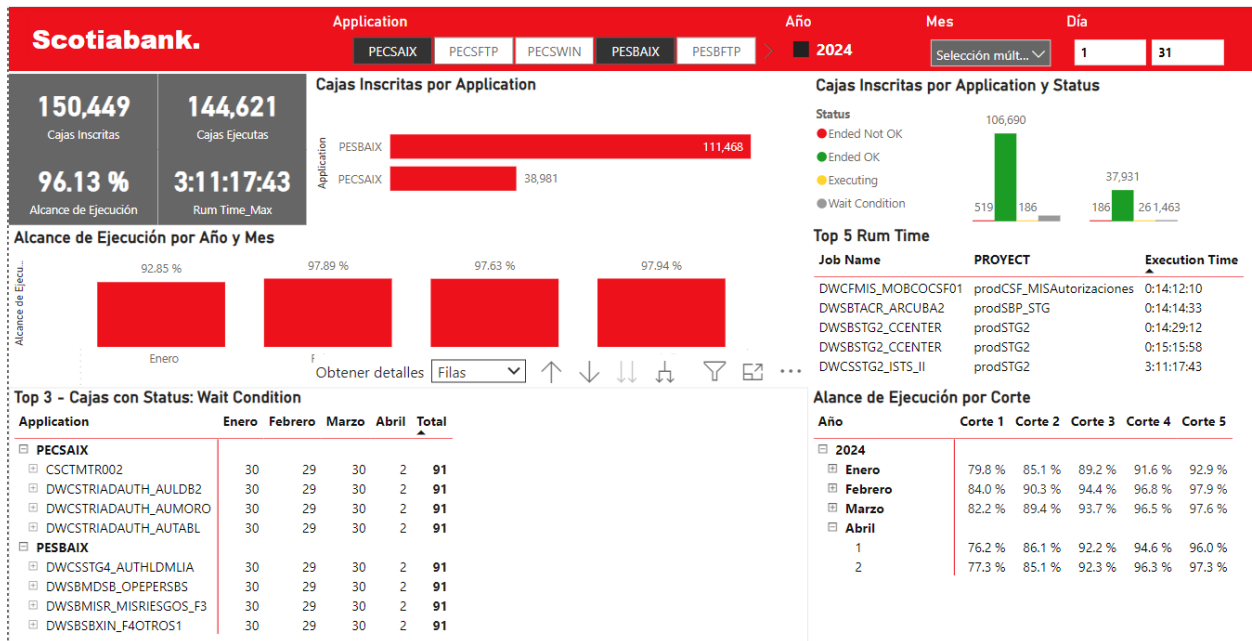 Scotiabank.
Application
PECSAIX PECSFTP PECSWIN PESBAIX PESBFTP
Año
2024
Mes
Selección múlt...
Día
1 31
150,449
Cajas Inscritas
144,621
Cajas Ejecutas
96.13 %
Alcance de Ejecución
3:11:17:43
Rum Time_Max
Cajas Inscritas por Application
Application
PESBAIX 111,468
PECSAIX 38,981
Cajas Inscritas por Application y Status
Status
Ended Not OK
Ended OK
Executing
Wait Condition
106,690
519 186
37,931
186 26 1,463
Alcance de Ejecución por Año y Mes
Alcance de Ejecu...
92.85 % 97.89 % 97.63 % 97.94 %
Enero
Obtener detalles Filas
Top 5 Rum Time
Job Name PROYECT Execution Time
DWCFMIS_MOBCOCSF01 prodCSF_MISAutorizaciones 0:14:12:10
DWSBTACR_ARCUBA2 prodSBP_STG 0:14:14:33
DWSBSTG2_CCENTER prodSTG2 0:14:29:12
DWSBSTG2_CCENTER prodSTG2 0:15:15:58
DWCSSTG2_ISTS_II prodSTG2 3:11:17:43
Top 3 - Cajas con Status: Wait Condition
Application Enero Febrero Marzo Abril Total
PECSAIX
CSCTMTR002 30 29 30 2 91
DWCSTRIADAUTH_AULDB2 30 29 30 2 91
DWCSTRIADAUTH_AUMORO 30 29 30 2 91
DWCSTRIADAUTH_AUTABL 30 29 30 2 91
PESBAIX
DWCSSTG4_AUTHLDMLIA 30 29 30 2 91
DWSBMDSB_OPEPERSBS 30 29 30 2 91
DWSBMISR_MISRIESGOS_F3 30 29 30 2 91
DWSBSBXIN_F4OTROS1 30 29 30 2 91
Alance de Ejecución por Corte
Año Corte 1 Corte 2 Corte 3 Corte 4 Corte 5
2024
Enero 79.8 % 85.1 % 89.2 % 91.6 % 92.9 %
Febrero 84.0 % 90.3 % 94.4 % 96.8 % 97.9 %
Marzo 82.2 % 89.4 % 93.7 % 96.5 % 97.6 %
Abril
1 76.2 % 86.1 % 92.2 % 94.6 % 96.0 %
2 77.3 % 85.1 % 92.3 % 96.3 % 97.3 %